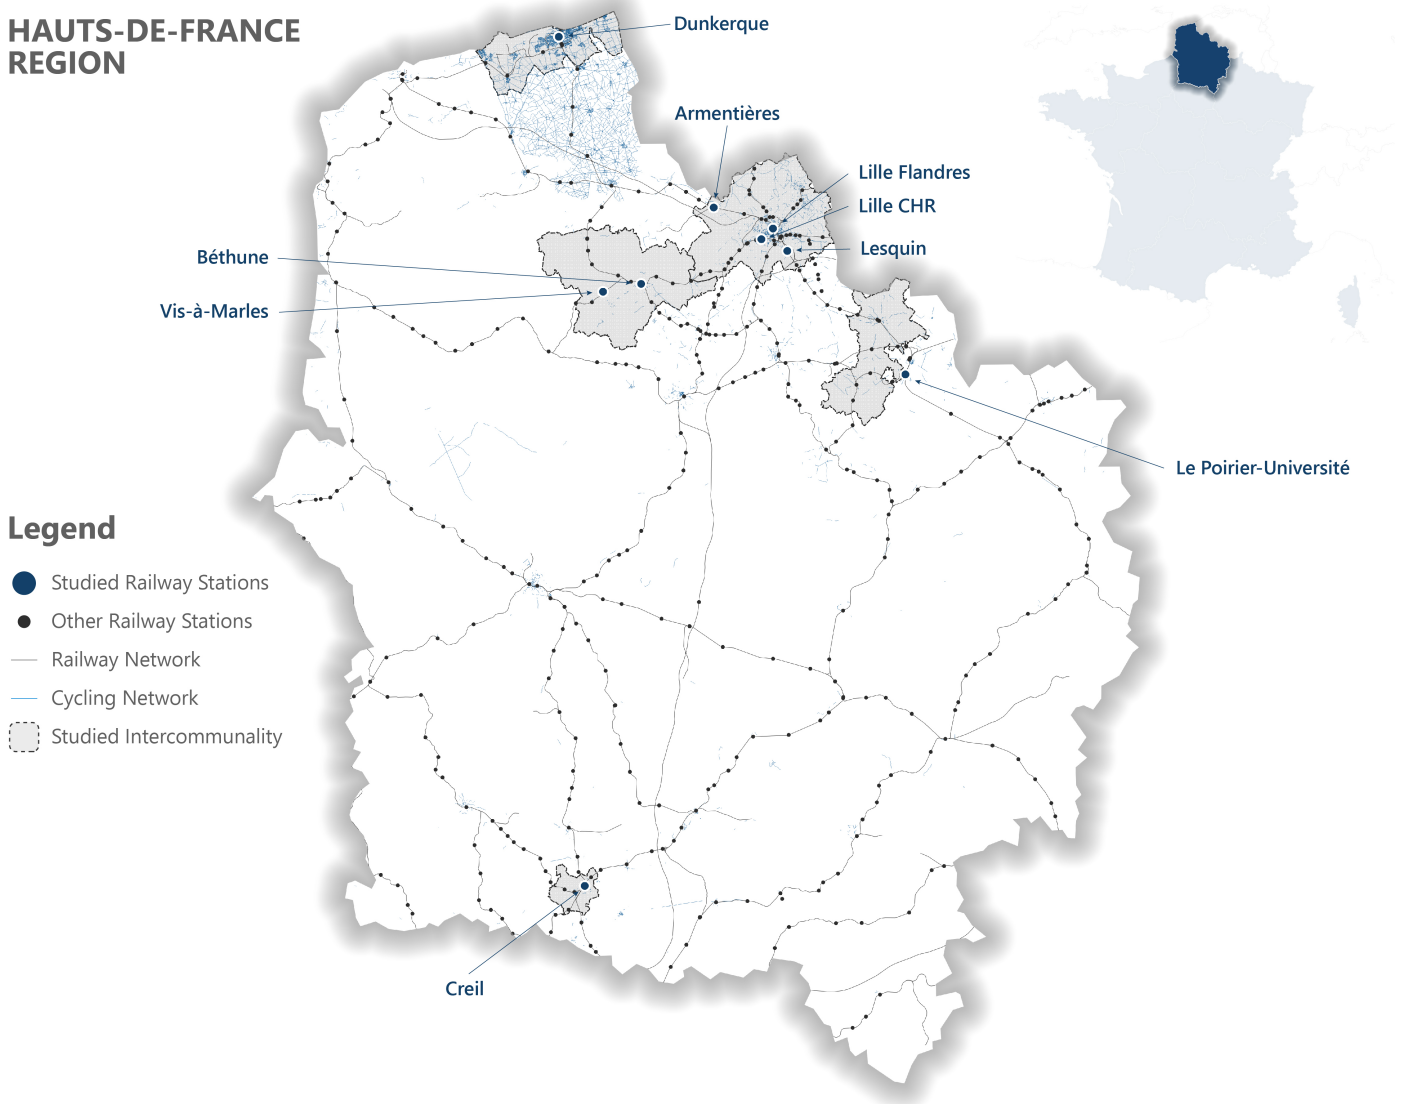 HAUTS-DE-FRANCE
REGION
Dunkerque
Armentières
Lille Flandres
Lille CHR
Lesquin
Béthune
Vis-à-Marles
Le Poirier-Université
Legend
Studied Railway Stations
Other Railway Stations
Railway Network
Cycling Network
Studied Intercommunality
Creil